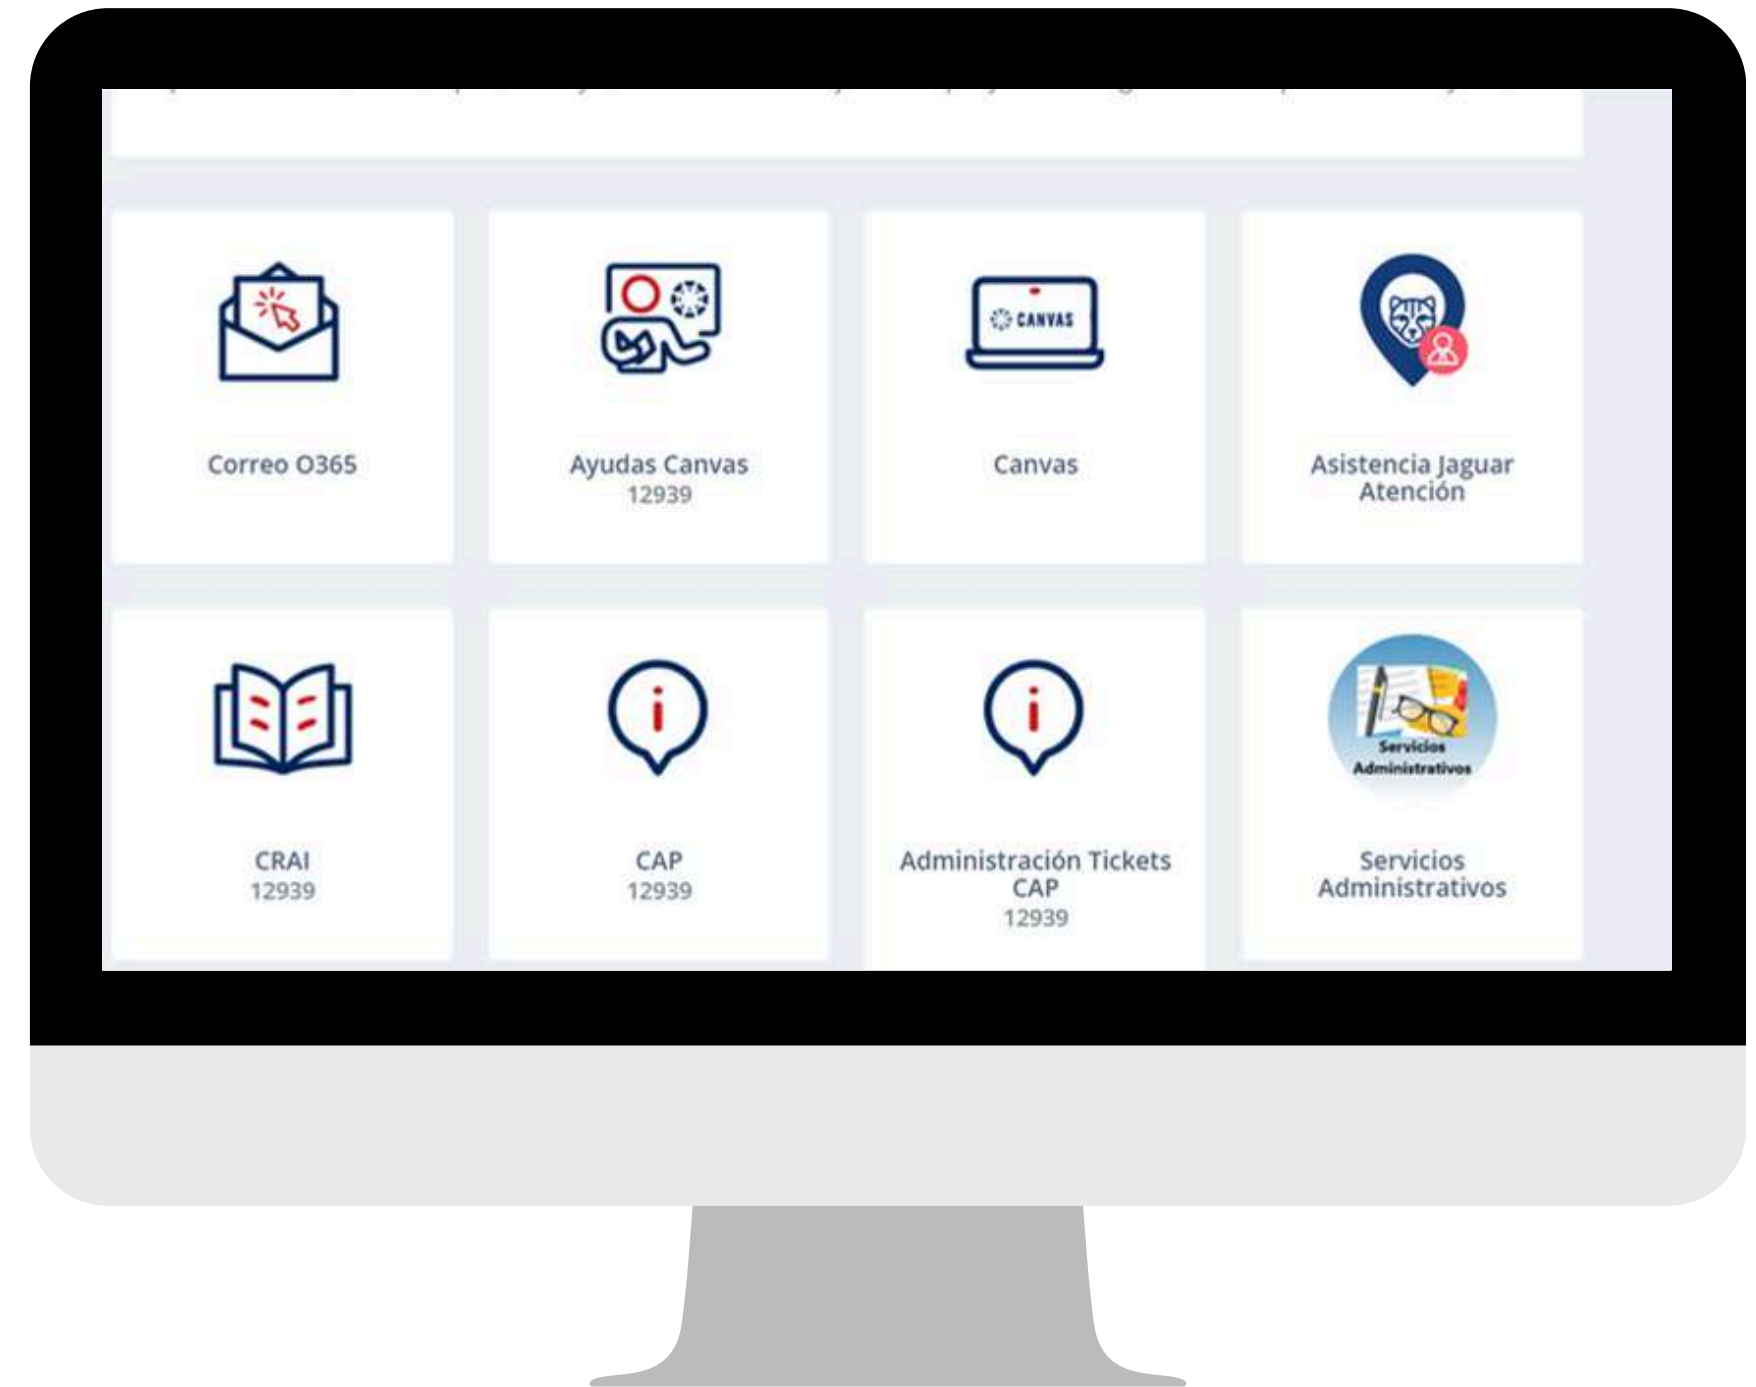 CANVAS
Correo O365
Ayudas Canvas
12939
Canvas
Asistencia Jaguar
Atención
Servicios
Administrativos
CRAI
12939
CAP
12939
Administración Tickets
CAP
12939
Servicios
Administrativos